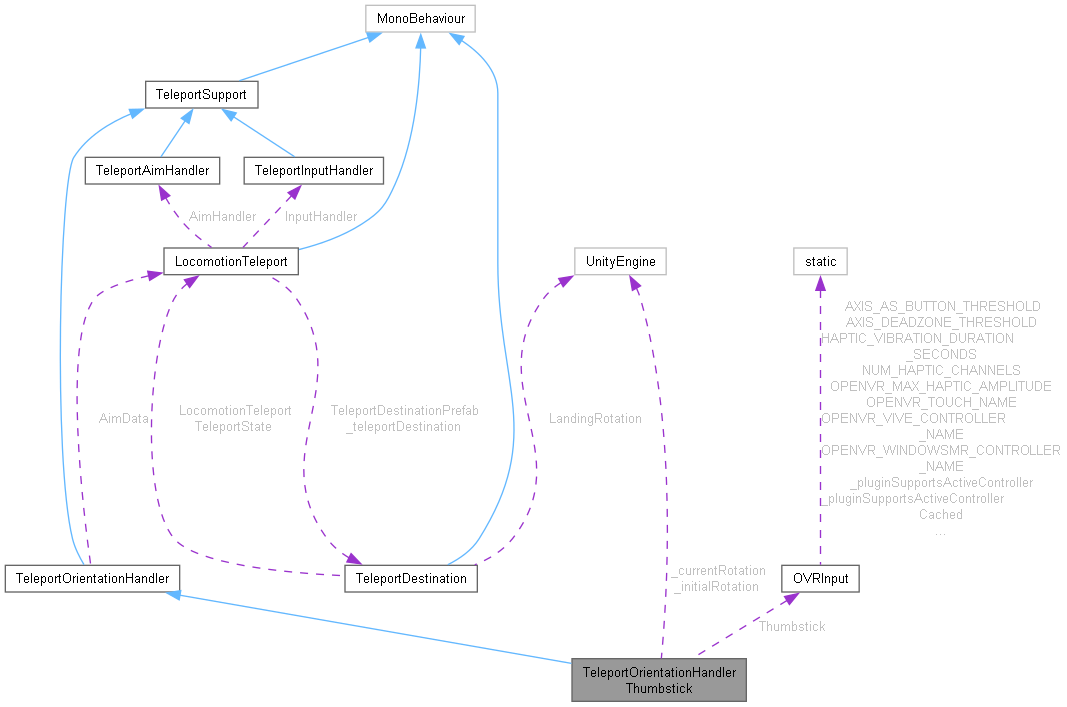 MonoBehaviour
TeleportSupport
TeleportAimHandler
TeleportInputHandler
AimHandler
InputHandler
LocomotionTeleport
UnityEngine
static
AXIS_AS_BUTTON_THRESHOLD
AXIS_DEADZONE_THRESHOLD
HAPTIC_VIBRATION_DURATION
_SECONDS
NUM_HAPTIC_CHANNELS
OPENVR_MAX_HAPTIC_AMPLITUDE
OPENVR_TOUCH_NAME
OPENVR_VIVE_CONTROLLER
_NAME
OPENVR_WINDOWSMR_CONTROLLER
_NAME
_pluginSupportsActiveController
_pluginSupportsActiveController
Cached
...
AimData
LocomotionTeleport
TeleportState
TeleportDestinationPrefab
_teleportDestination
LandingRotation
TeleportOrientationHandler
TeleportDestination
_currentRotation
_initialRotation
OVRInput
Thumbstick
TeleportOrientationHandler
Thumbstick